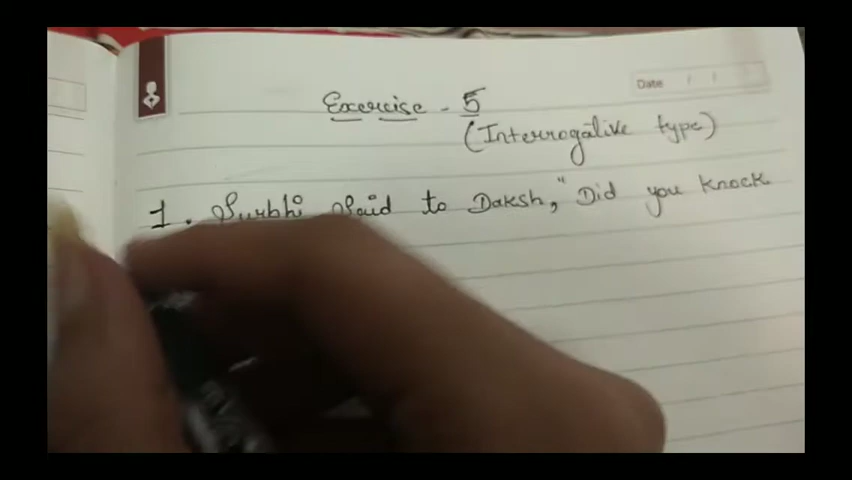 Date / /
Exercise - 5
(Interrogative type)
1. Surbhi said to Daksh, "Did you knock